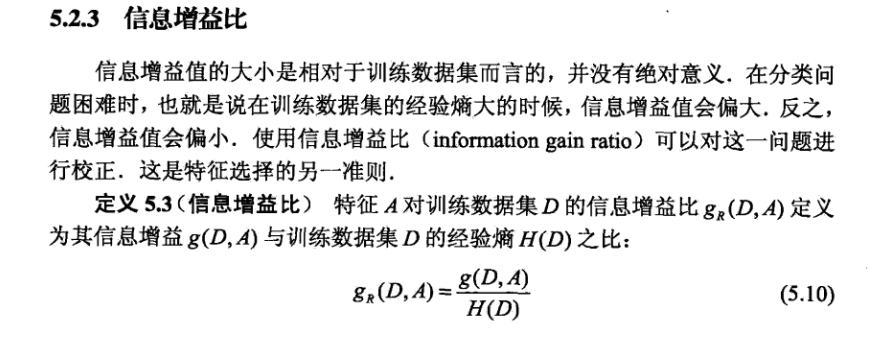 5.2.3 信息增益比
信息增益值的大小是相对于训练数据集而言的，并没有绝对意义．在分类问
题困难时，也就是说在训练数据集的经验熵大的时候，信息增益值会偏大．反之，
信息增益值会偏小．使用信息增益比（information gain ratio）可以对这一问题进
行校正．这是特征选择的另一准则．
定义 5.3（信息增益比） 特征 A 对训练数据集 D 的信息增益比 g_R(D, A) 定义
为其信息增益 g(D, A) 与训练数据集 D 的经验熵 H(D) 之比：
g_R(D, A) = g(D, A) / H(D) (5.10)